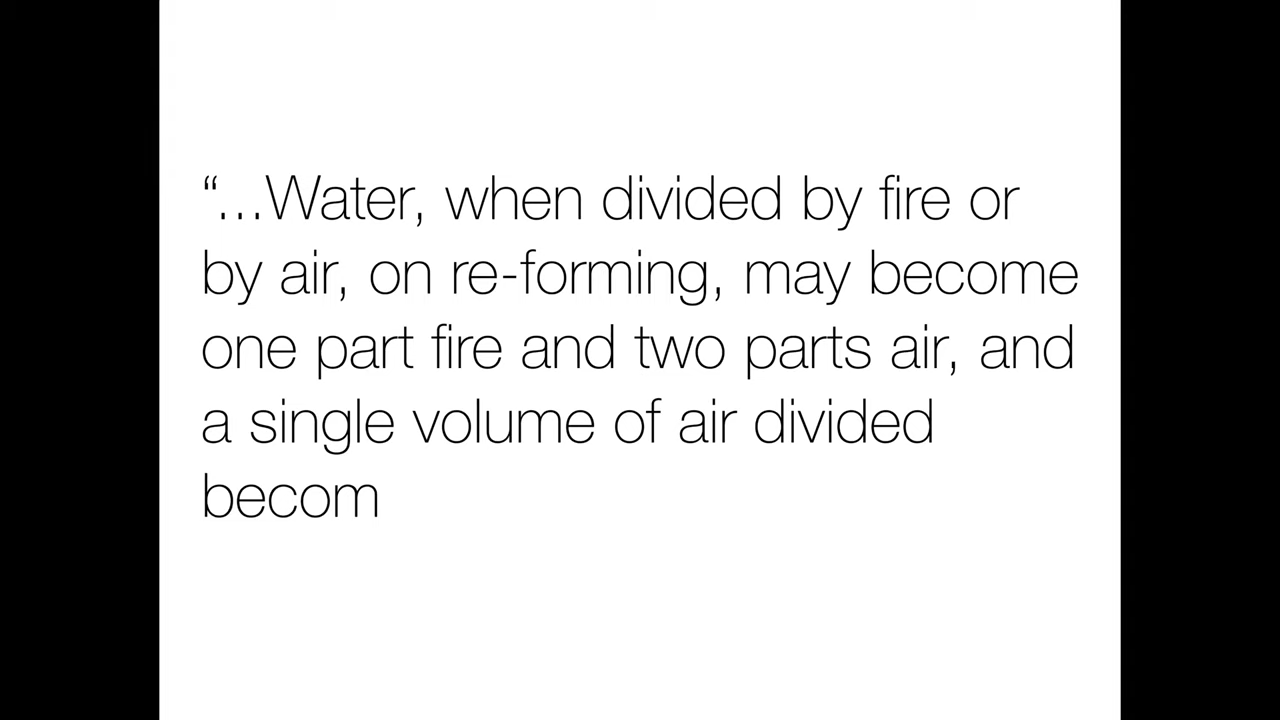 “...Water, when divided by fire or
by air, on re-forming, may become
one part fire and two parts air, and
a single volume of air divided
becom